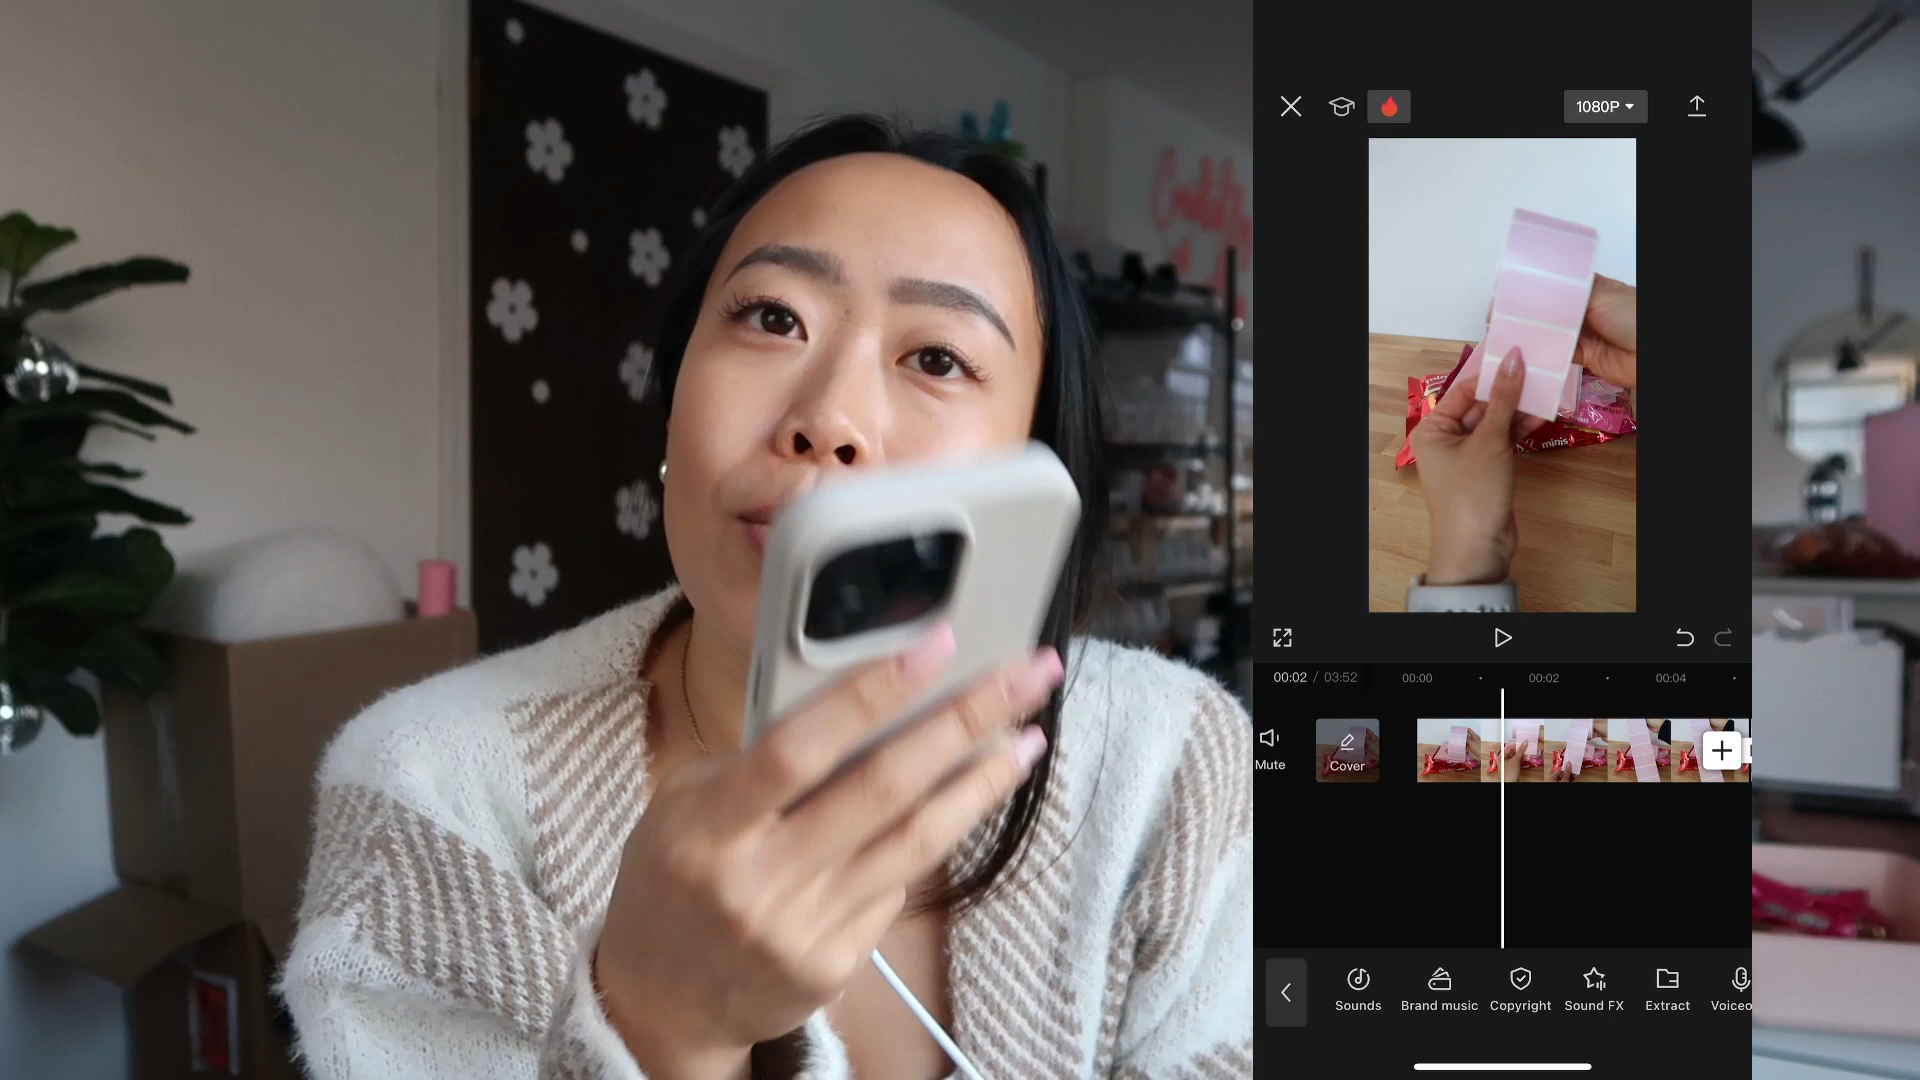 1080P
minis
00:02 / 03:52
00:00
00:02
00:04
Mute
Cover
Sounds
Brand music
Copyright
Sound FX
Extract
Voiceo